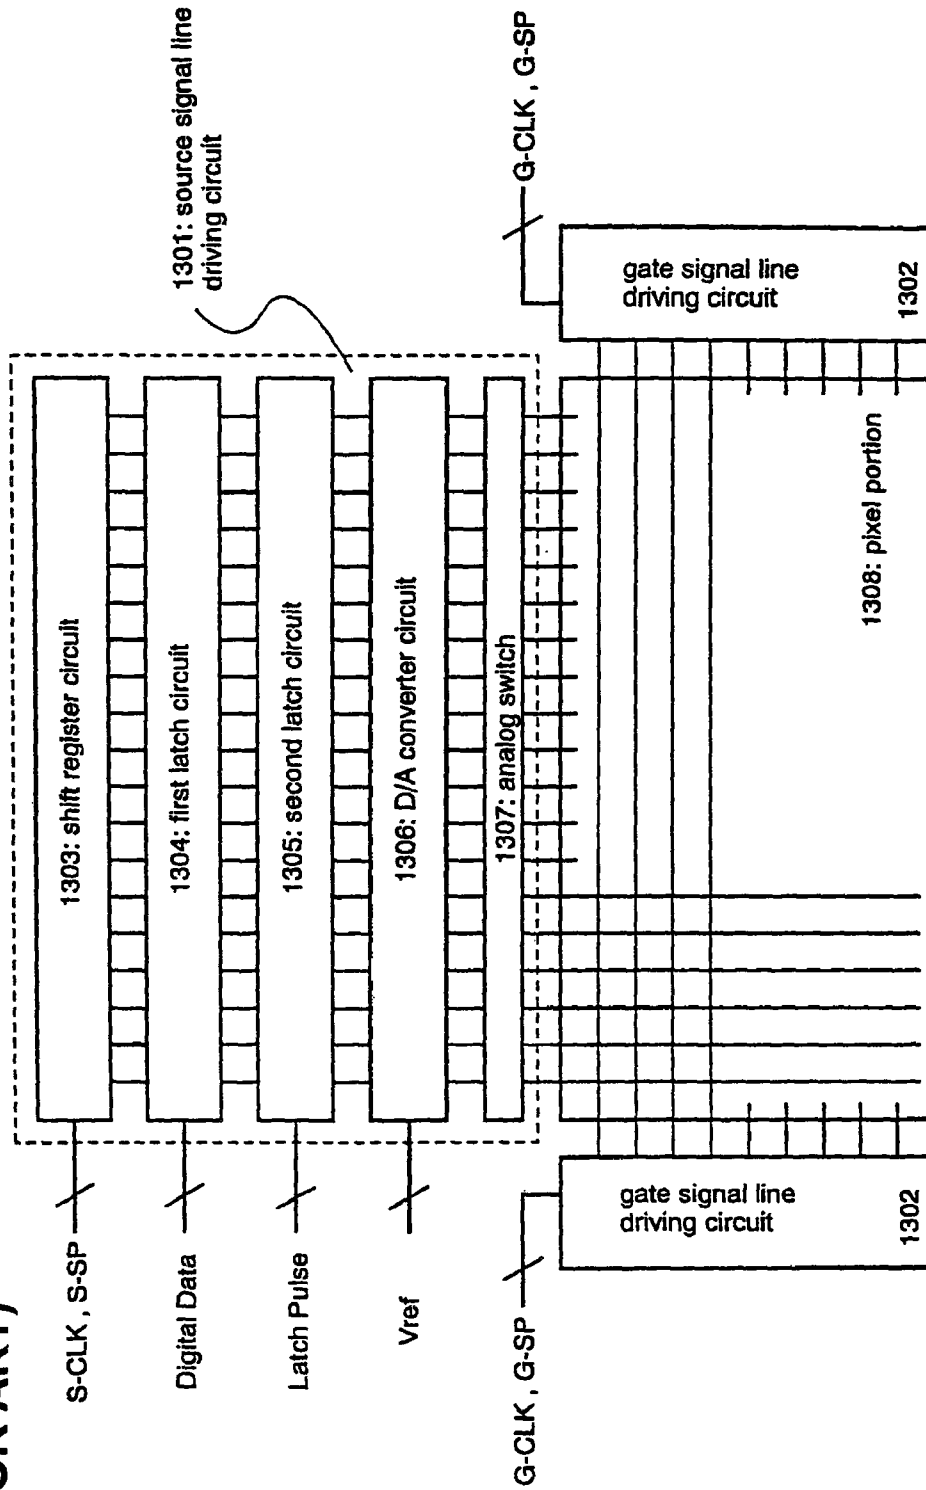 OR ART)
1301: source signal line
driving circuit
S-CLK , S-SP
1303: shift register circuit
Digital Data
1304: first latch circuit
Latch Pulse
1305: second latch circuit
Vref
1306: D/A converter circuit
1307: analog switch
G-CLK , G-SP
G-CLK , G-SP
gate signal line
driving circuit
1302
gate signal line
driving circuit
1302
1308: pixel portion